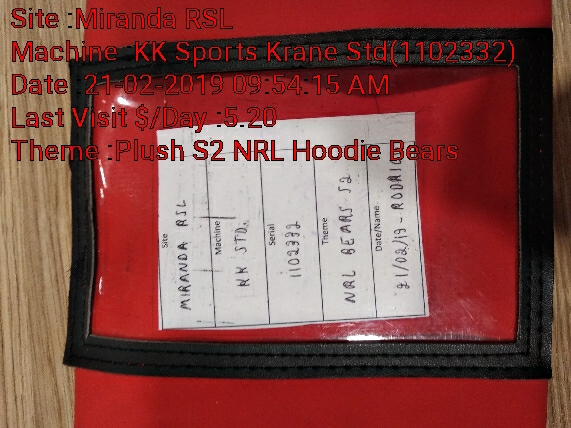 Site :Miranda RSL
Machine :KK Sports Krane Std(1102332)
Date :21-02-2019 09:54:15 AM
Last Visit $/Day :5.20
Theme :Plush S2 NRL Hoodie Bears
Site
MIRANDA RSL
Machine
KK STD.
Serial
1102332
Theme
NRL BEARS S2
Date/Name
21/02/19 -